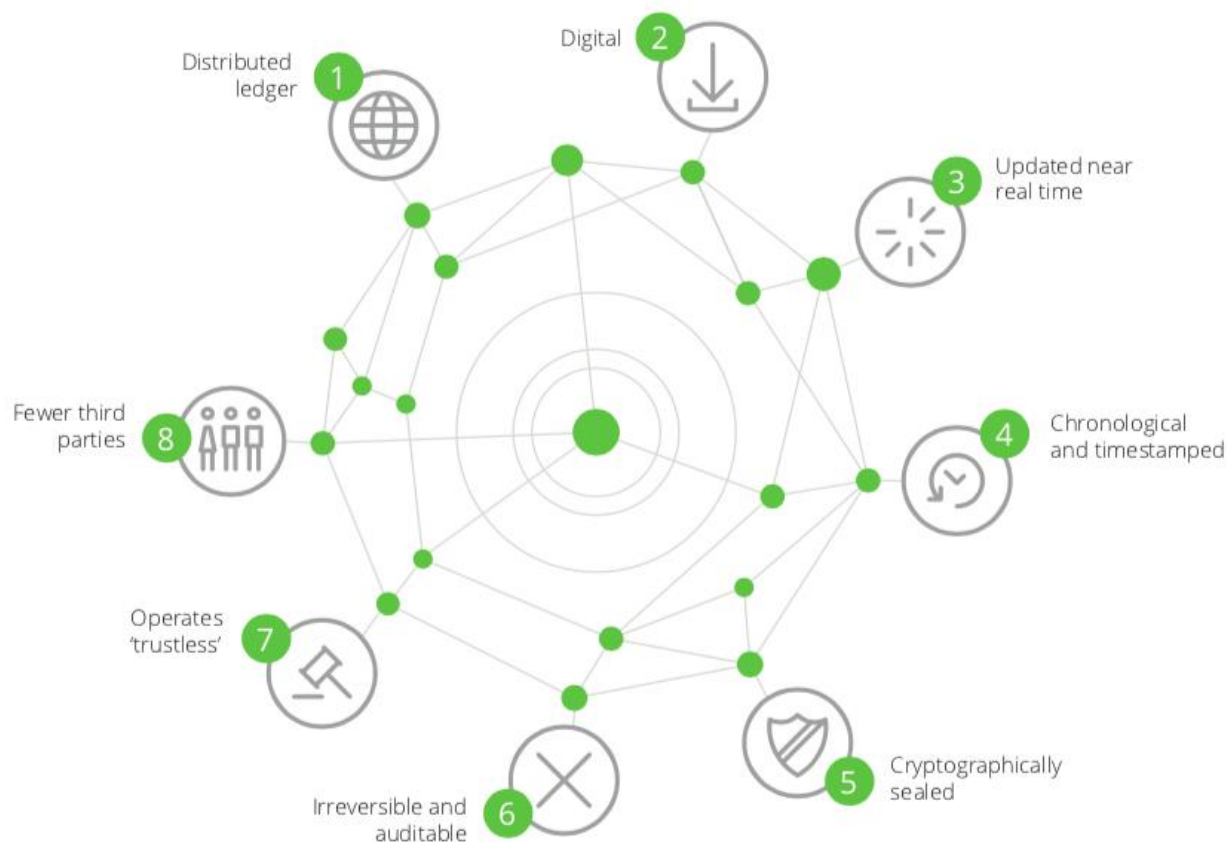 1
Distributed
ledger
2
Digital
3
Updated near
real time
4
Chronological
and timestamped
5
Cryptographically
sealed
6
Irreversible and
auditable
7
Operates
‘trustless’
8
Fewer third
parties